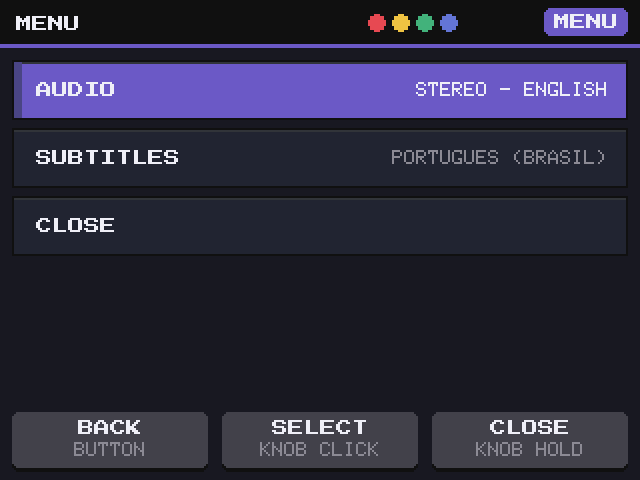 MENU
MENU
AUDIO STEREO - ENGLISH
SUBTITLES PORTUGUES (BRASIL)
CLOSE
BACK SELECT CLOSE
BUTTON KNOB CLICK KNOB HOLD